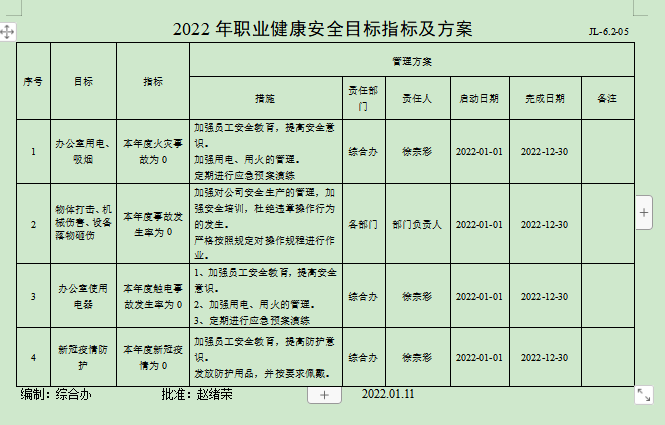 2022 年职业健康安全目标指标及方案
JL-6.2-05
序号
目标
指标
管理方案
措施
责任部
门
责任人
启动日期
完成日期
备注
1
办公室用电、
吸烟
本年度火灾事
故为 0
加强员工安全教育，提高安全意
识。
加强用电、用火的管理。
定期进行应急预案演练
综合办
徐宗彩
2022-01-01
2022-12-30
2
物体打击、机
械伤害、设备
落物砸伤
本年度事故发
生率为 0
加强对公司安全生产的管理，加
强安全培训，杜绝违章操作行为
的发生。
严格按照规定对操作规程进行作
业。
各部门
部门负责人
2022-01-01
2022-12-30
3
办公室使用
电器
本年度触电事
故发生率为 0
1、加强员工安全教育，提高安全
意识。
2、加强用电、用火的管理。
3、定期进行应急预案演练
综合办
徐宗彩
2022-01-01
2022-12-30
4
新冠疫情防
护
本年度新冠疫
情为 0
加强员工安全教育，提高防护意
识。
发放防护用品，并按要求佩戴。
综合办
徐宗彩
2022-01-01
2022-12-30
编制：综合办
批准：赵绪荣
2022.01.11